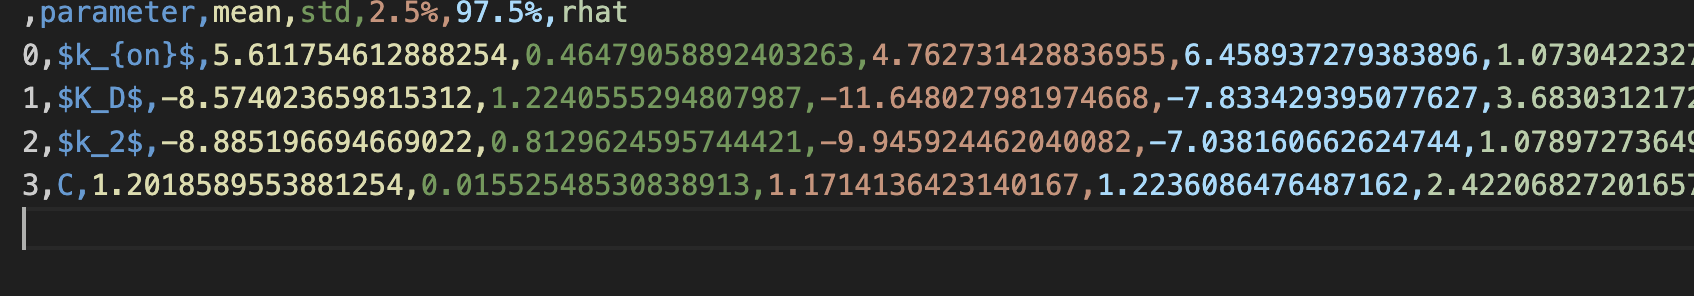 ,parameter,mean,std,2.5%,97.5%,rhat
0,$k_{on}$,5.611754612888254,0.46479058892403263,4.762731428836955,6.458937279383896,1.0730422327
1,$K_D$,-8.574023659815312,1.2240555294807987,-11.648027981974668,-7.833429395077627,3.6830312172
2,$k_2$,-8.885196694669022,0.8129624595744421,-9.945924462040082,-7.038160662624744,1.0789727364
3,C,1.2018589553881254,0.01552548530838913,1.1714136423140167,1.2236086476487162,2.4220682720165